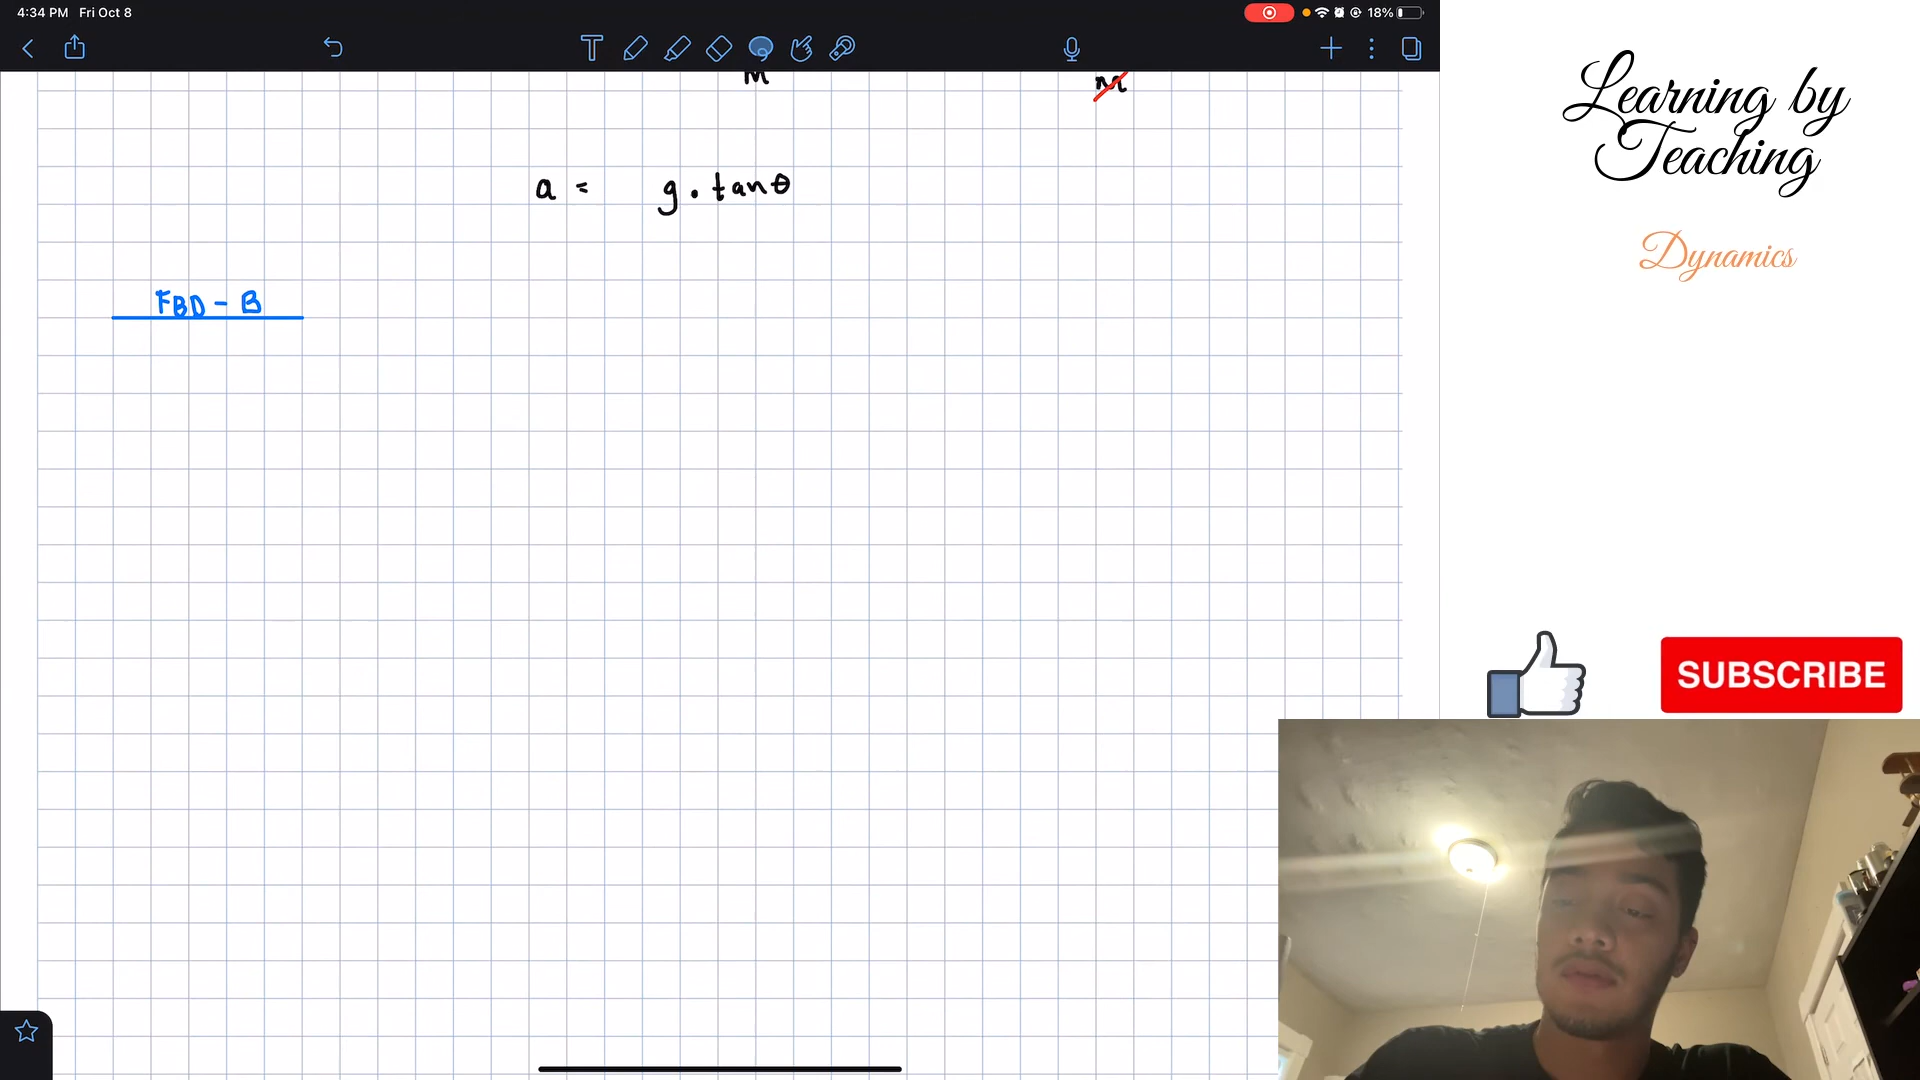 4:34 PM Fri Oct 8
18%
T
m
m
a = g . tanθ
FBD - B
Learning by
Teaching
Dynamics
SUBSCRIBE